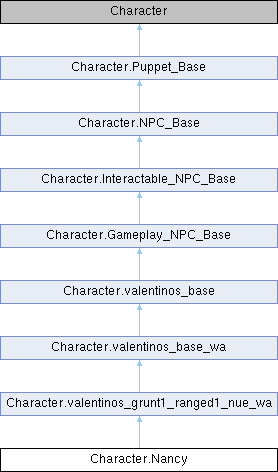 Character
Character.Puppet_Base
Character.NPC_Base
Character.Interactable_NPC_Base
Character.Gameplay_NPC_Base
Character.valentinos_base
Character.valentinos_base_wa
Character.valentinos_grunt1_ranged1_nue_wa
Character.Nancy